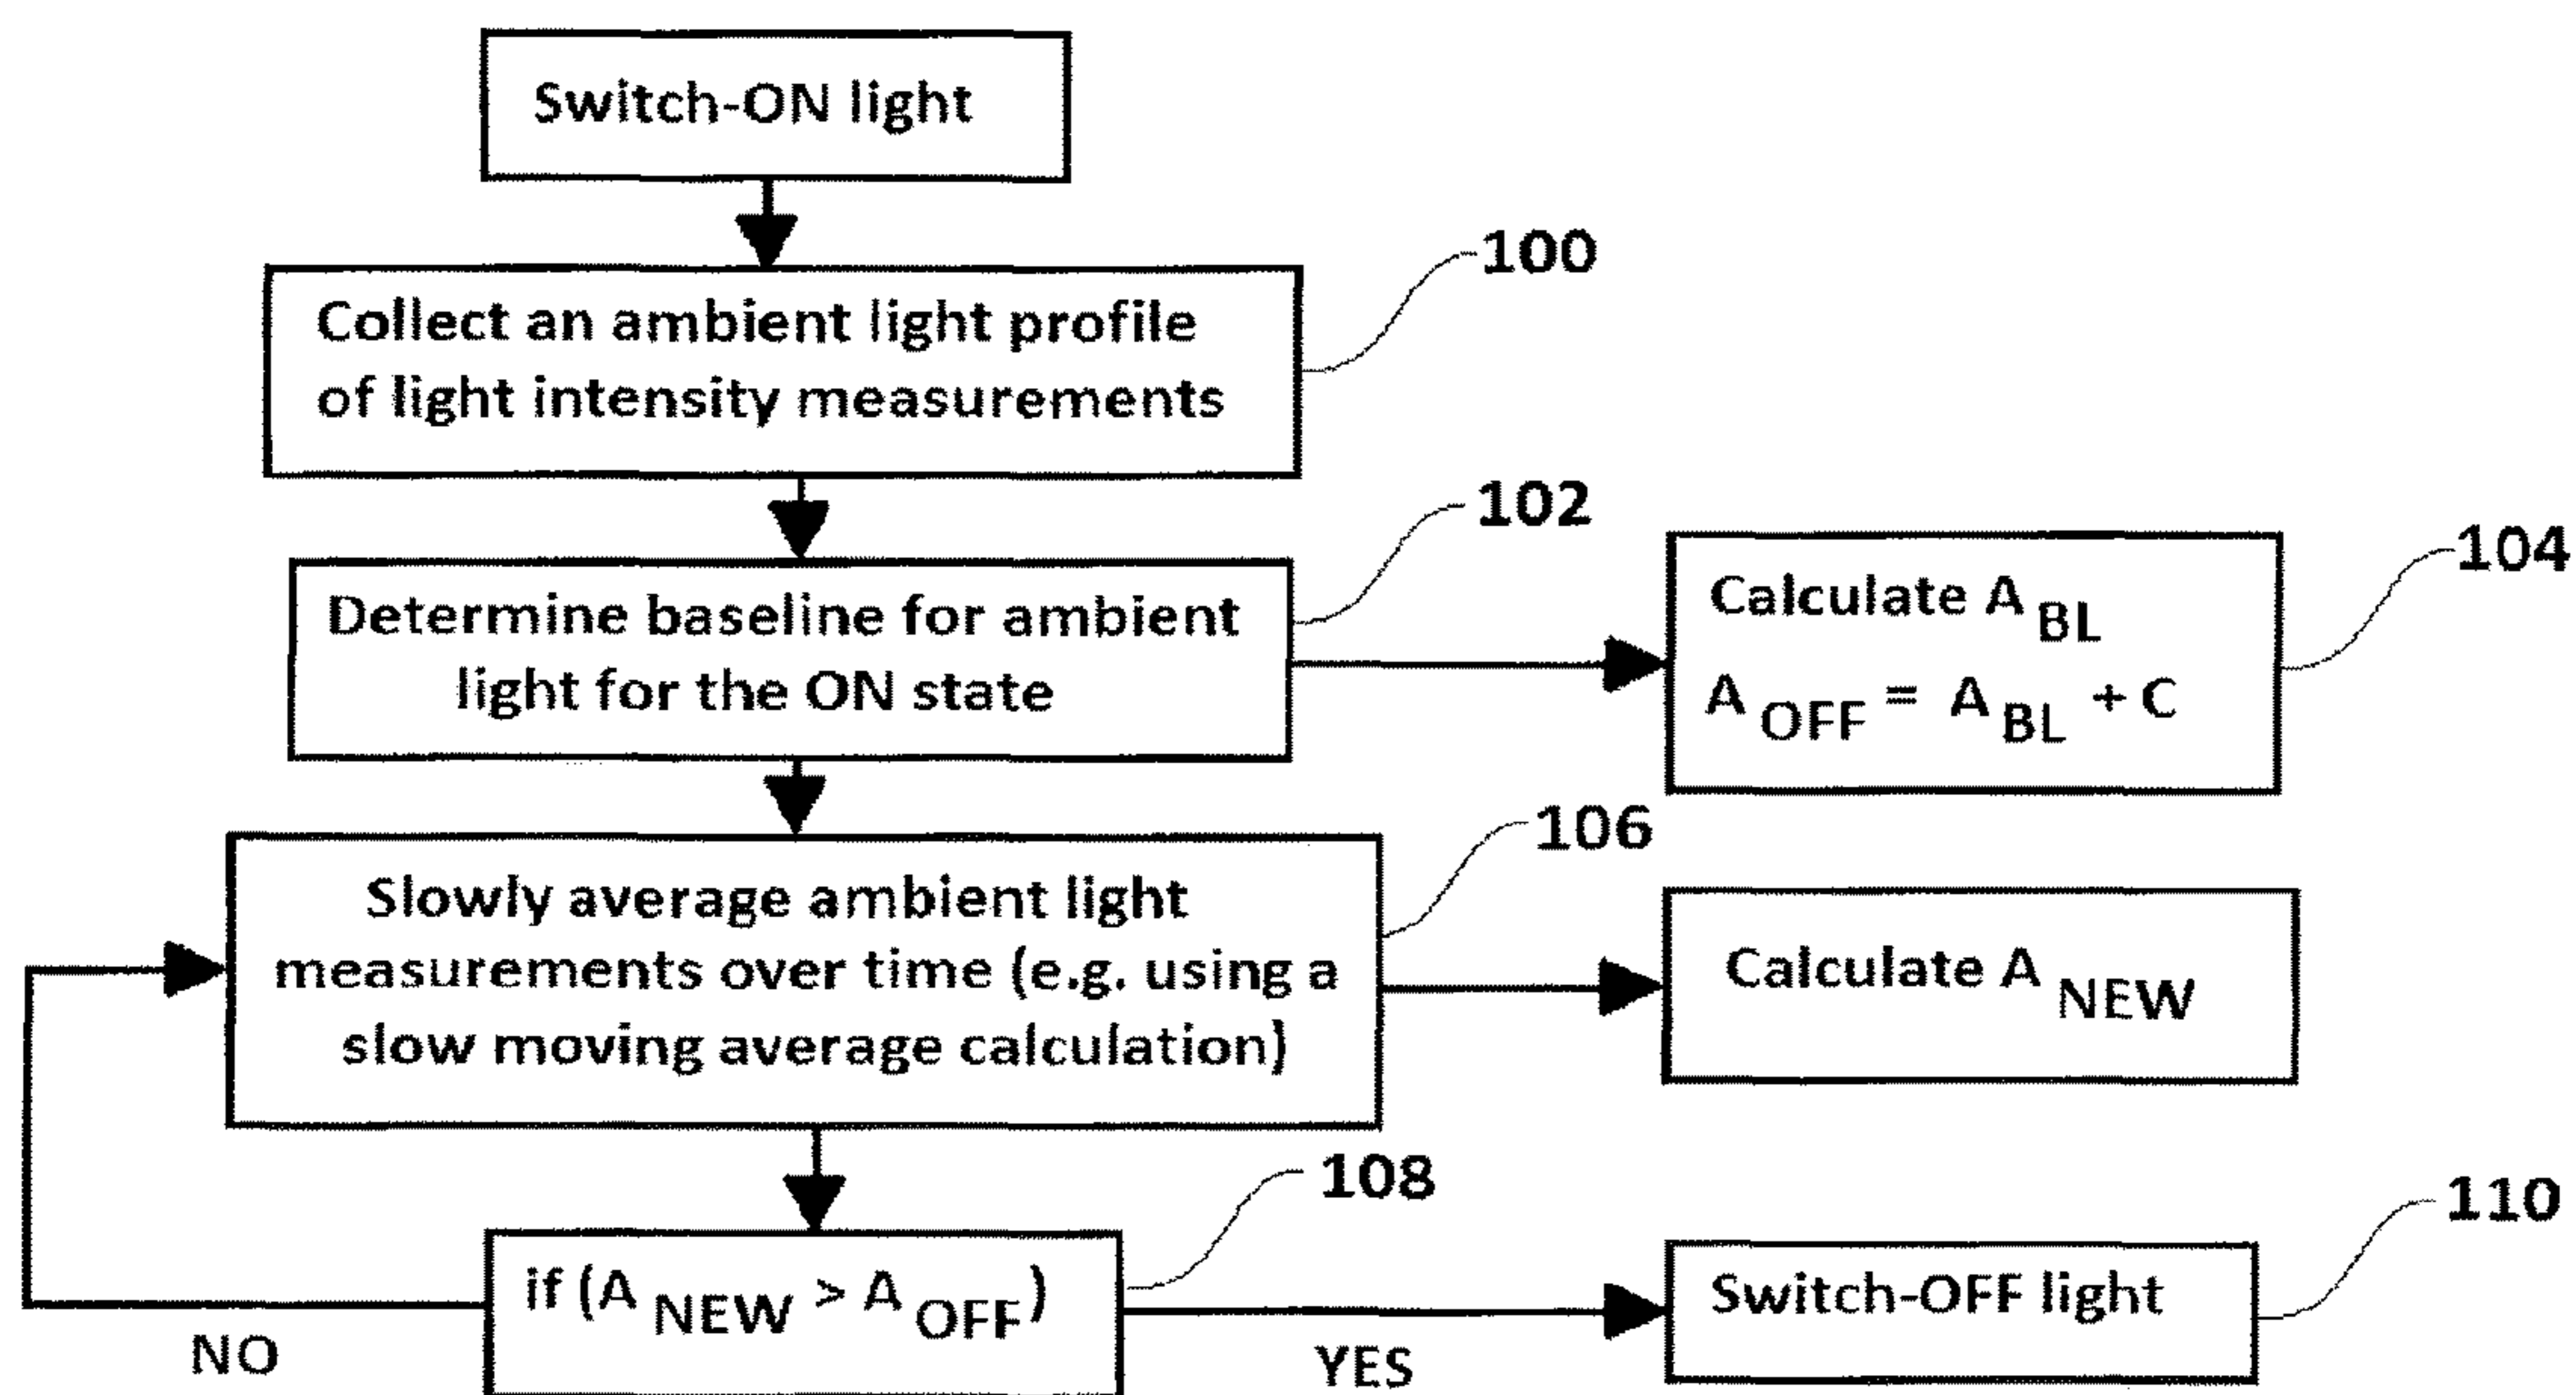 Switch-ON light
100
Collect an ambient light profile
of light intensity measurements
102
Determine baseline for ambient
light for the ON state
104
Calculate A BL
A OFF = A BL + C
106
Slowly average ambient light
measurements over time (e.g. using a
slow moving average calculation)
Calculate A NEW
108
if (A NEW > A OFF)
110
Switch-OFF light
NO
YES